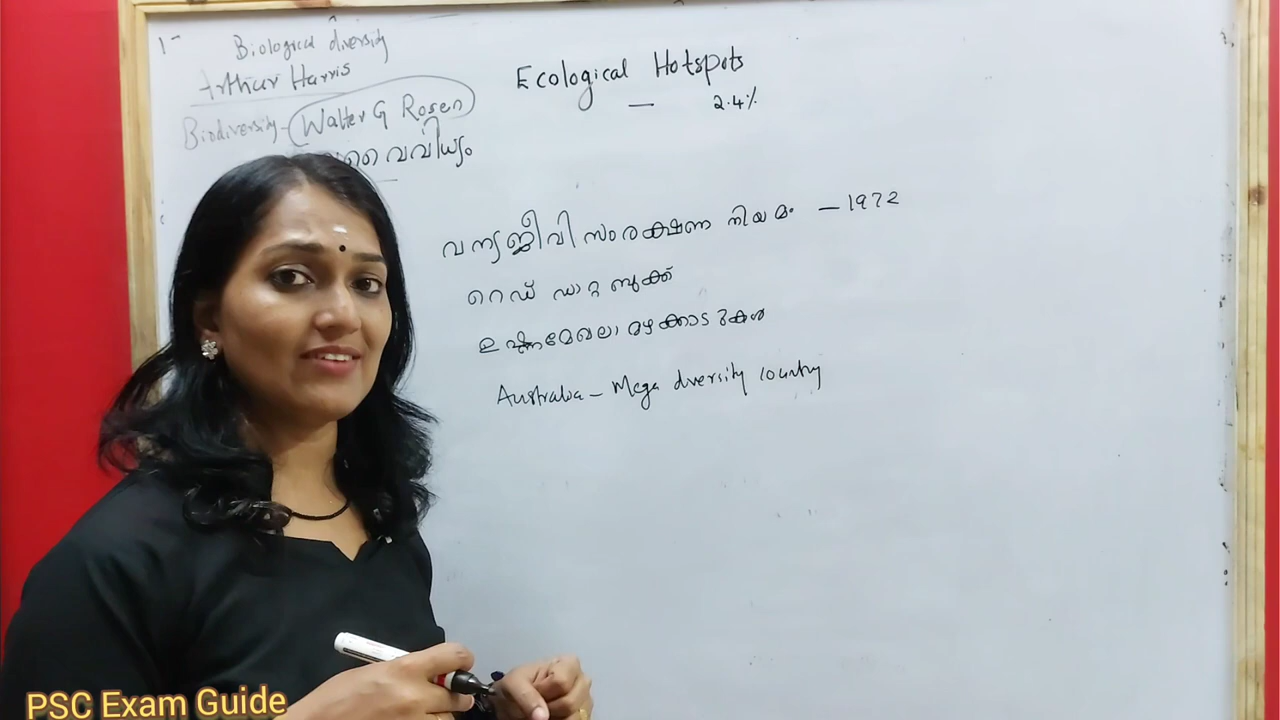 1-
Biological diversity
Arthur Harris
Biodiversity - Walter G Rosen
വൈവിധ്യം
Ecological Hotspots
— 2.4%
വന്യജീവി സംരക്ഷണ നിയമം — 1972
റെഡ് ഡാറ്റ ബുക്ക്
ഉഷ്ണമേഖലാ മഴക്കാടുകൾ
Australia - Mega diversity country
PSC Exam Guide